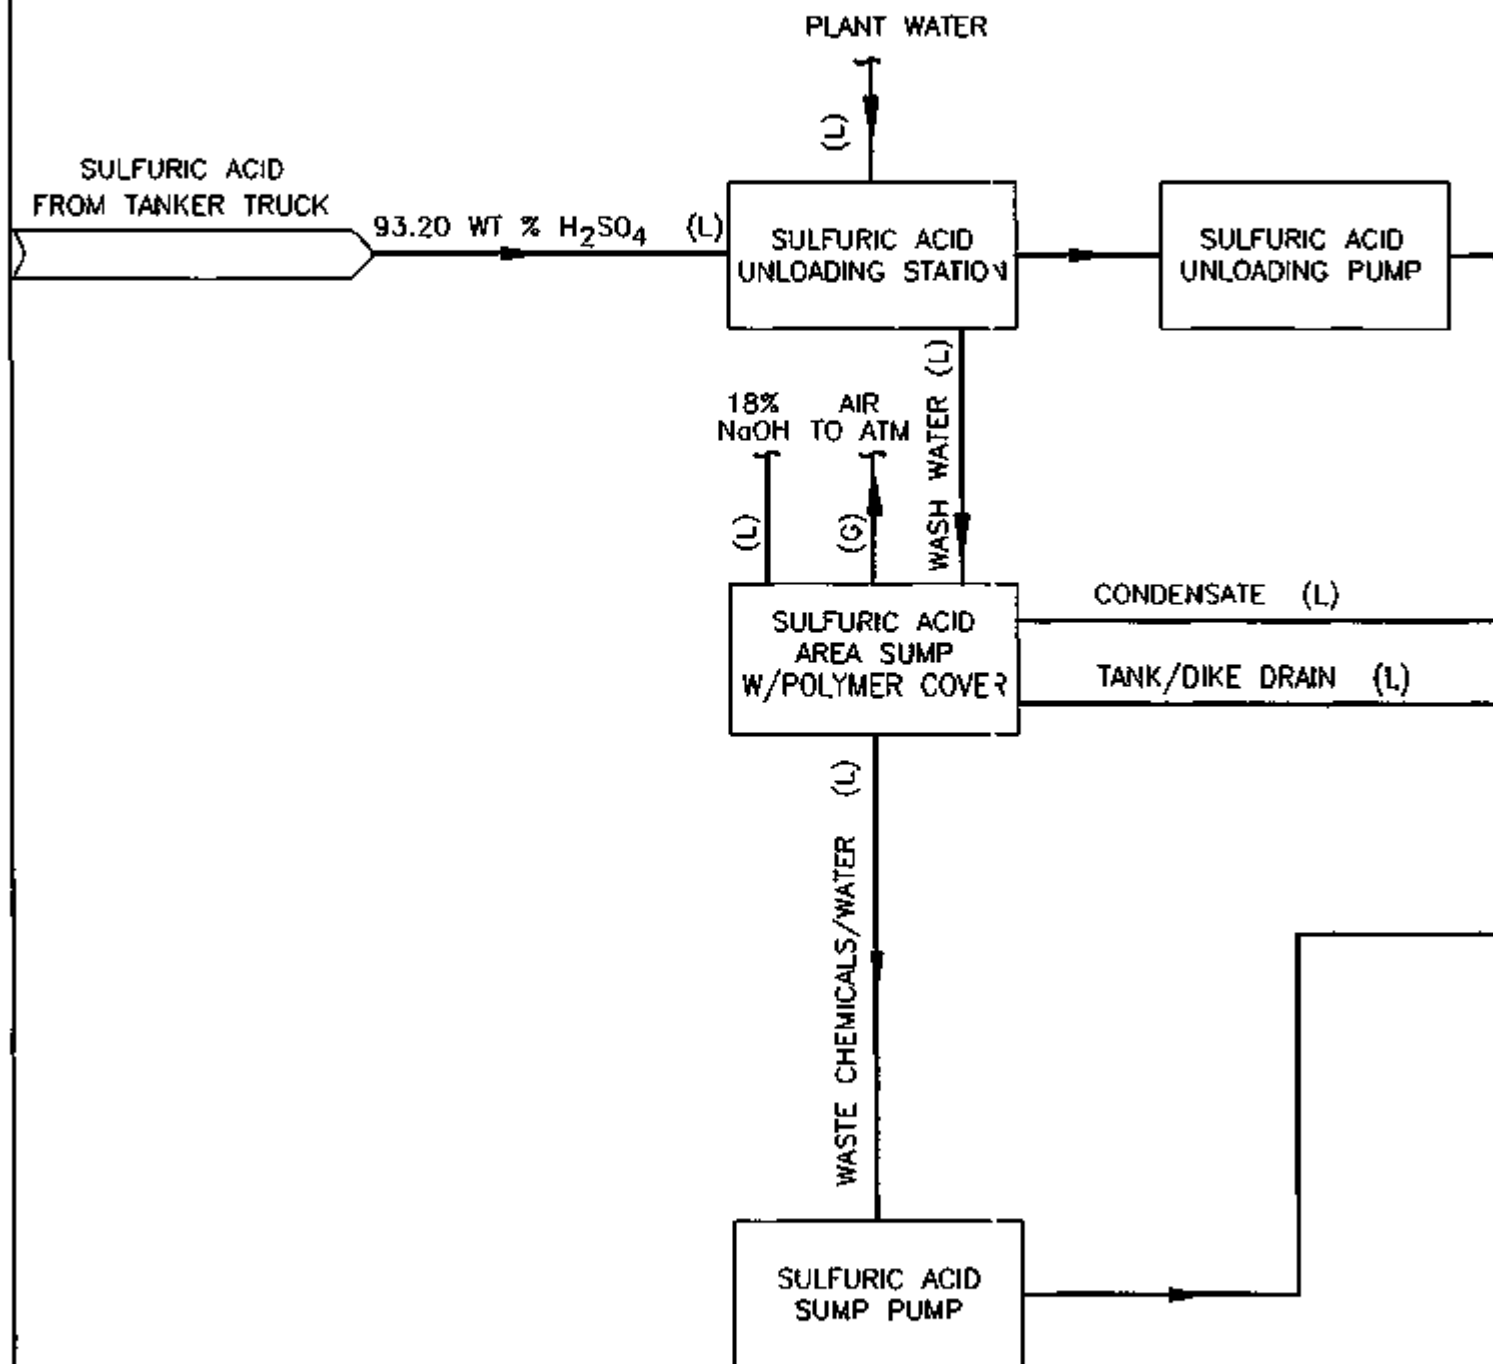 PLANT WATER
(L)
SULFURIC ACID
FROM TANKER TRUCK
93.20 WT % H₂SO₄ (L)
SULFURIC ACID
UNLOADING STATION
SULFURIC ACID
UNLOADING PUMP
WASH WATER (L)
18%
NaOH
(L)
AIR
TO ATM
(G)
SULFURIC ACID
AREA SUMP
W/POLYMER COVER
CONDENSATE (L)
TANK/DIKE DRAIN (L)
WASTE CHEMICALS/WATER (L)
SULFURIC ACID
SUMP PUMP